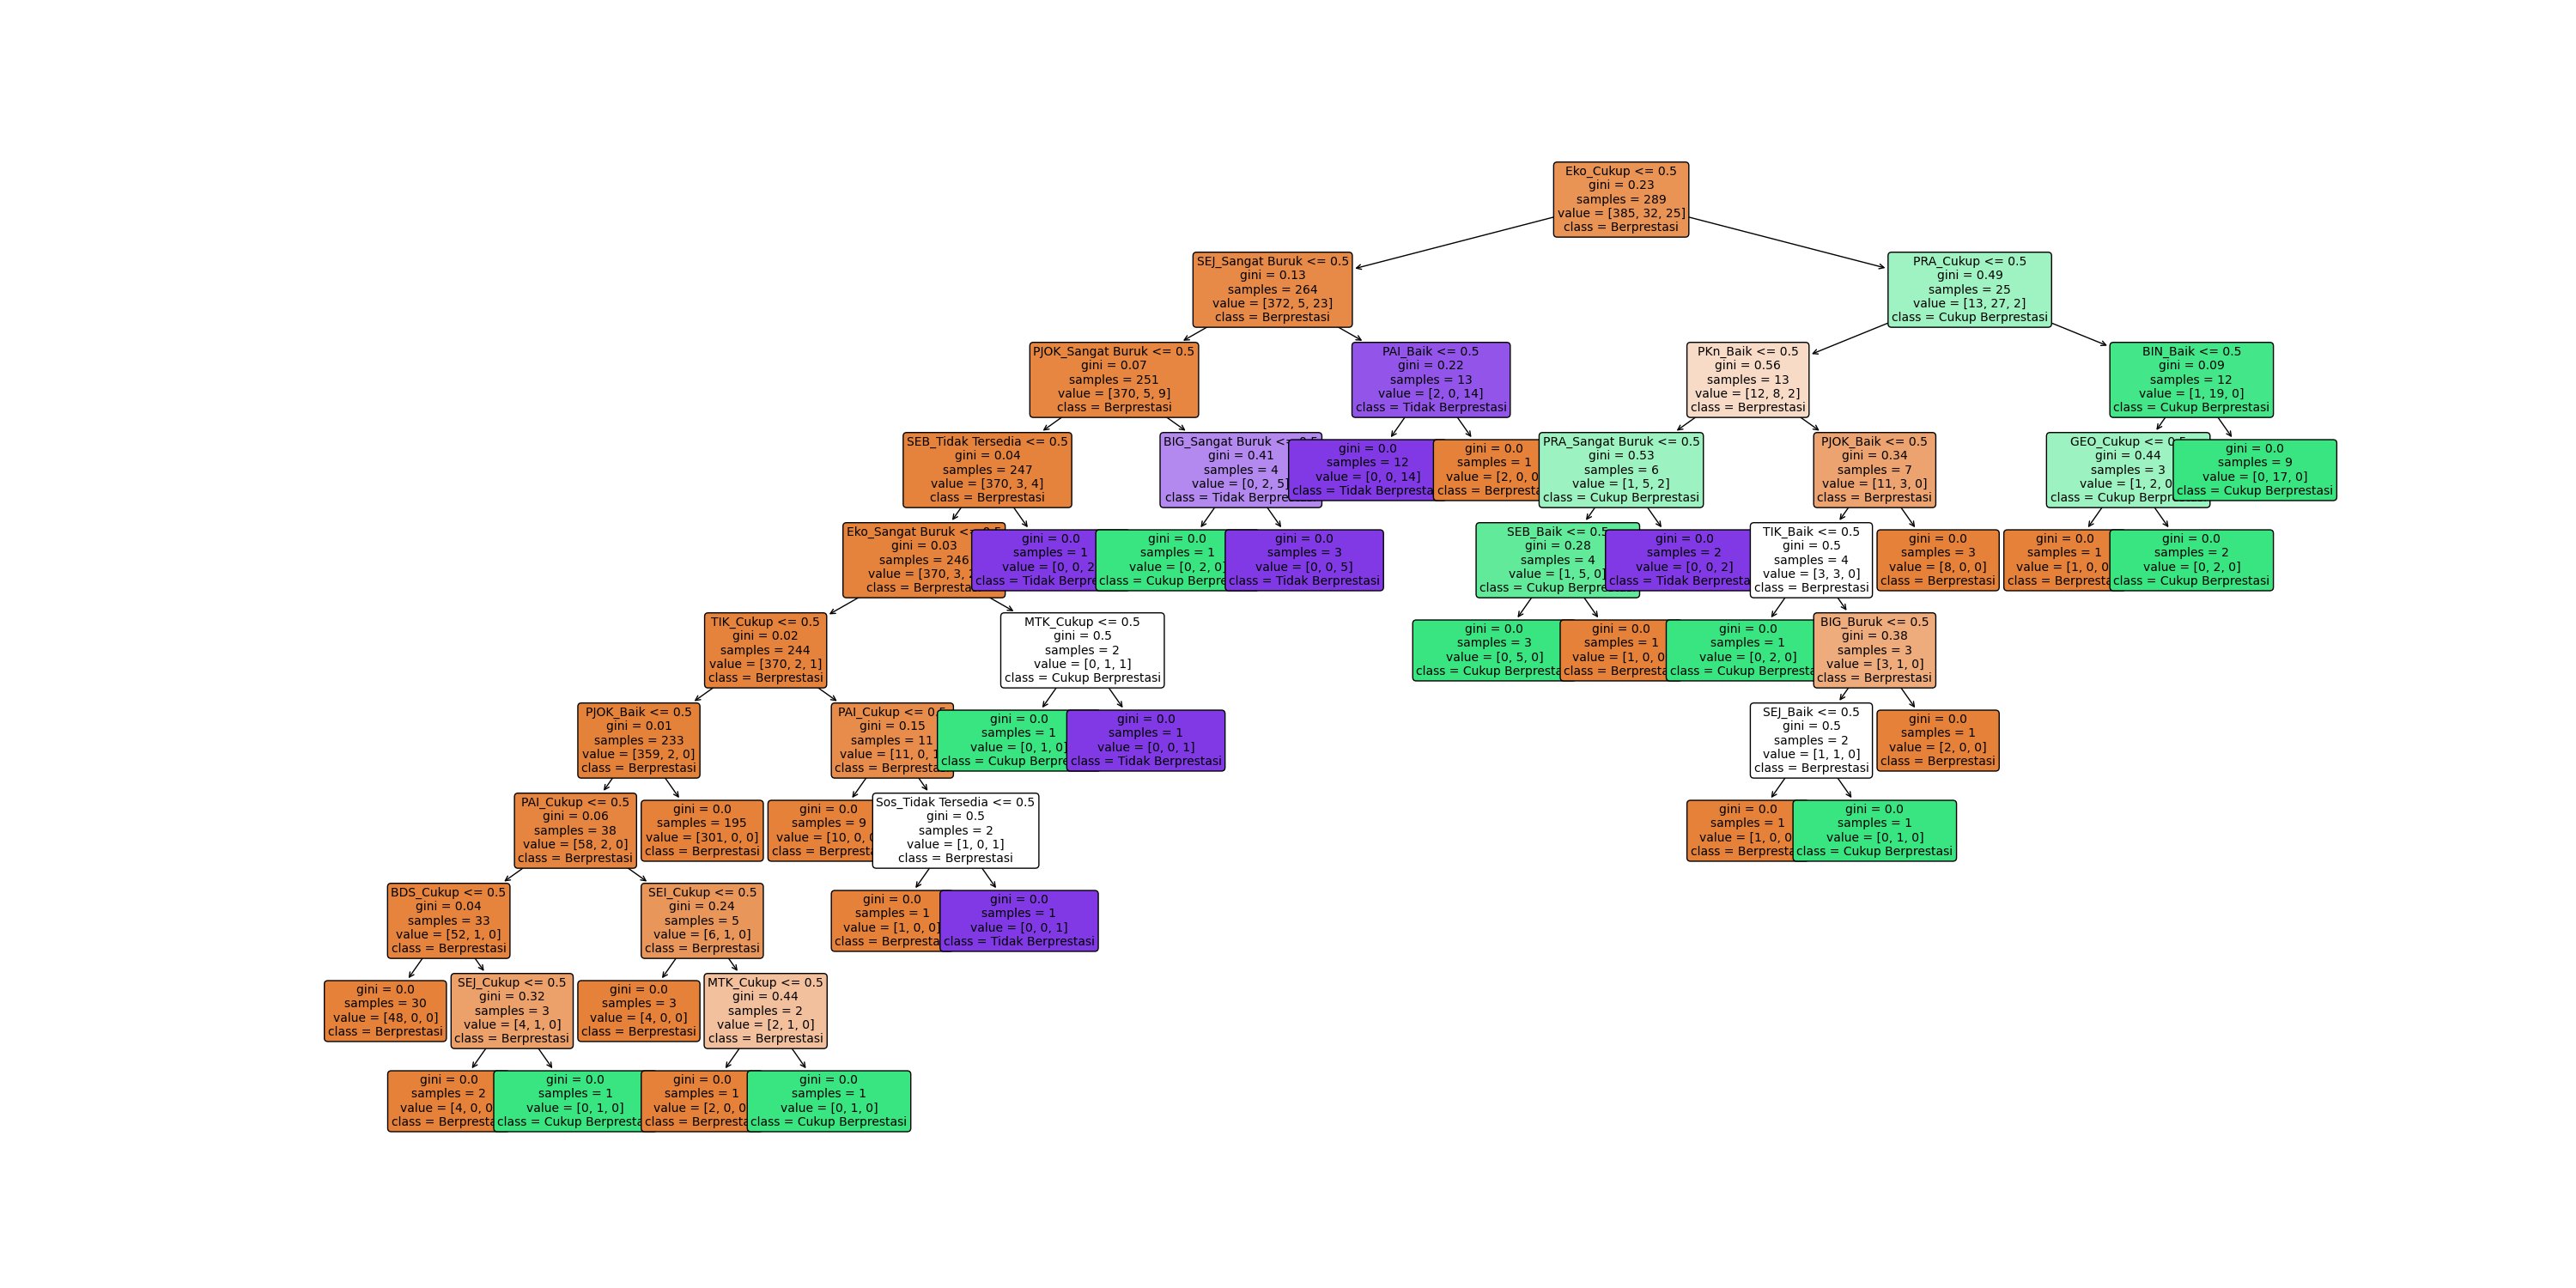 Eko_Cukup <= 0.5
gini = 0.23
samples = 289
value = [385, 32, 25]
class = Berprestasi
SEJ_Sangat Buruk <= 0.5
gini = 0.13
samples = 264
value = [372, 5, 23]
class = Berprestasi
PRA_Cukup <= 0.5
gini = 0.49
samples = 25
value = [13, 27, 2]
class = Cukup Berprestasi
PJOK_Sangat Buruk <= 0.5
gini = 0.07
samples = 251
value = [370, 5, 9]
class = Berprestasi
PAI_Baik <= 0.5
gini = 0.22
samples = 13
value = [2, 0, 14]
class = Tidak Berprestasi
PKn_Baik <= 0.5
gini = 0.56
samples = 13
value = [12, 8, 2]
class = Berprestasi
BIN_Baik <= 0.5
gini = 0.09
samples = 12
value = [1, 19, 0]
class = Cukup Berprestasi
SEB_Tidak Tersedia <= 0.5
gini = 0.04
samples = 247
value = [370, 3, 4]
class = Berprestasi
BIG_Sangat Buruk <= 0.5
gini = 0.41
samples = 4
value = [0, 2, 5]
class = Tidak Berpre
gini = 0.0
samples = 12
value = [0, 0, 14]
class = Tidak Berpresta
gini = 0.0
samples = 1
value = [2, 0, 0
class = Berpresta
PRA_Sangat Buruk <= 0.5
gini = 0.53
samples = 6
value = [1, 5, 2]
class = Cukup Berprestasi
PJOK_Baik <= 0.5
gini = 0.34
samples = 7
value = [11, 3, 0]
class = Berprestasi
GEO_Cukup <= 0.5
gini = 0.44
samples = 3
value = [1, 2, 0
class = Cukup Berpr
gini = 0.0
samples = 9
value = [0, 17, 0]
class = Cukup Berprestasi
Eko_Sangat Buruk <= 0.5
gini = 0.03
samples = 246
value = [370, 3, 2
class = Berpresta
gini = 0.0
samples = 1
value = [0, 0, 2
class = Tidak Berpre
gini = 0.0
samples = 1
value = [0, 2, 0]
class = Cukup Berpre
gini = 0.0
samples = 3
value = [0, 0, 5]
class = Tidak Berprestasi
SEB_Baik <= 0.5
gini = 0.28
samples = 4
value = [1, 5, 0]
class = Cukup Berpre
gini = 0.0
samples = 2
value = [0, 0, 2]
class = Tidak Berpresta
TIK_Baik <= 0.5
gini = 0.5
samples = 4
value = [3, 3, 0]
class = Berprestasi
gini = 0.0
samples = 3
value = [8, 0, 0]
class = Berprestasi
gini = 0.0
samples = 1
value = [1, 0, 0
class = Berpresta
gini = 0.0
samples = 2
value = [0, 2, 0]
class = Cukup Berprestasi
TIK_Cukup <= 0.5
gini = 0.02
samples = 244
value = [370, 2, 1]
class = Berprestasi
MTK_Cukup <= 0.5
gini = 0.5
samples = 2
value = [0, 1, 1]
class = Cukup Berprestasi
gini = 0.0
samples = 3
value = [0, 5, 0]
class = Cukup Berpresta
gini = 0.0
samples = 1
value = [1, 0, 0
class = Berpresta
gini = 0.0
samples = 1
value = [0, 2, 0]
class = Cukup Berpresta
BIG_Buruk <= 0.5
gini = 0.38
samples = 3
value = [3, 1, 0]
class = Berprestasi
PJOK_Baik <= 0.5
gini = 0.01
samples = 233
value = [359, 2, 0]
class = Berprestasi
PAI_Cukup <= 0.5
gini = 0.15
samples = 11
value = [11, 0, 1
class = Berpresta
gini = 0.0
samples = 1
value = [0, 1, 0]
class = Cukup Berpre
gini = 0.0
samples = 1
value = [0, 0, 1]
class = Tidak Berprestasi
SEJ_Baik <= 0.5
gini = 0.5
samples = 2
value = [1, 1, 0]
class = Berprestasi
gini = 0.0
samples = 1
value = [2, 0, 0]
class = Berprestasi
PAI_Cukup <= 0.5
gini = 0.06
samples = 38
value = [58, 2, 0]
class = Berprestasi
gini = 0.0
samples = 195
value = [301, 0, 0]
class = Berprestasi
gini = 0.0
samples = 9
value = [10, 0, 0
class = Berpresta
Sos_Tidak Tersedia <= 0.5
gini = 0.5
samples = 2
value = [1, 0, 1]
class = Berprestasi
gini = 0.0
samples = 1
value = [1, 0, 0
class = Berpresta
gini = 0.0
samples = 1
value = [0, 1, 0]
class = Cukup Berprestasi
BDS_Cukup <= 0.5
gini = 0.04
samples = 33
value = [52, 1, 0]
class = Berprestasi
SEI_Cukup <= 0.5
gini = 0.24
samples = 5
value = [6, 1, 0]
class = Berprestasi
gini = 0.0
samples = 1
value = [1, 0, 0]
class = Berpresta
gini = 0.0
samples = 1
value = [0, 0, 1]
class = Tidak Berprestasi
gini = 0.0
samples = 30
value = [48, 0, 0]
class = Berprestasi
SEJ_Cukup <= 0.5
gini = 0.32
samples = 3
value = [4, 1, 0]
class = Berprestasi
gini = 0.0
samples = 3
value = [4, 0, 0]
class = Berprestasi
MTK_Cukup <= 0.5
gini = 0.44
samples = 2
value = [2, 1, 0]
class = Berprestasi
gini = 0.0
samples = 2
value = [4, 0, 0
class = Berpresta
gini = 0.0
samples = 1
value = [0, 1, 0]
class = Cukup Berpresta
gini = 0.0
samples = 1
value = [2, 0, 0
class = Berpresta
gini = 0.0
samples = 1
value = [0, 1, 0]
class = Cukup Berprestasi